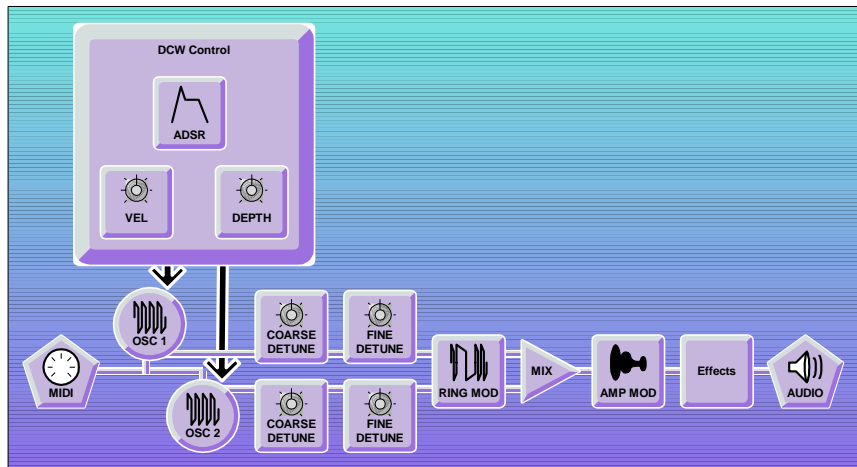 DCW Control
ADSR
VEL
DEPTH
OSC 1
COARSE
DETUNE
FINE
DETUNE
MIDI
RING MOD
MIX
AMP MOD
Effects
AUDIO
OSC 2
COARSE
DETUNE
FINE
DETUNE